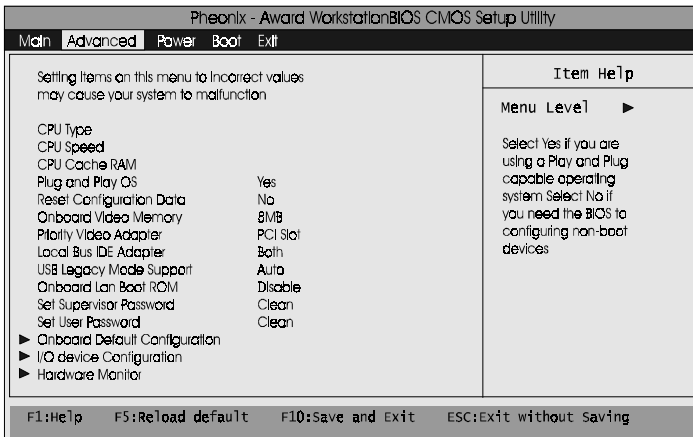 Pheonix - Award WorkstationBIOS CMOS Setup Utility
Main Advanced Power Boot Exit
Setting items on this menu to incorrect values
may cause your system to malfunction
CPU Type
CPU Speed
CPU Cache RAM
Plug and Play OS Yes
Reset Configuration Data No
Onboard Video Memory 8MB
Priority Video Adapter PCI Slot
Local Bus IDE Adapter Both
USB Legacy Mode Support Auto
Onboard Lan Boot ROM Disable
Set Supervisor Password Clean
Set User Password Clean
▶ Onboard Default Configuration
▶ I/O device Configuration
▶ Hardware Monitor
Item Help
Menu Level ▶
Select Yes if you are
using a Play and Plug
capable operating
system Select No if
you need the BIOS to
configuring non-boot
devices
F1:Help F5:Reload default F10:Save and Exit ESC:Exit without Saving